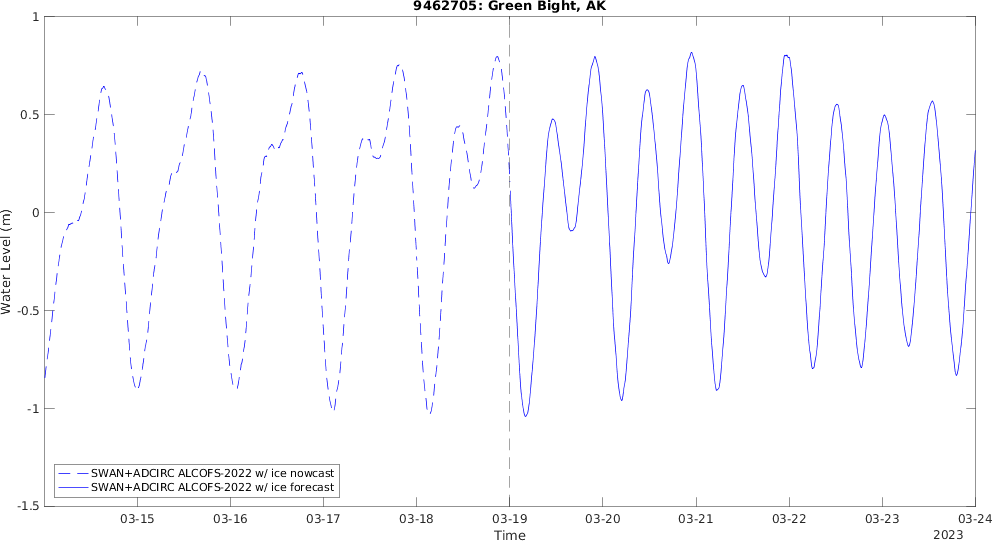 9462705: Green Bight, AK
1
0.5
0
-0.5
-1
-1.5
Water Level (m)
SWAN+ADCIRC ALCOFS-2022 w/ ice nowcast
SWAN+ADCIRC ALCOFS-2022 w/ ice forecast
03-15 03-16 03-17 03-18 03-19 03-20 03-21 03-22 03-23 03-24
Time
2023